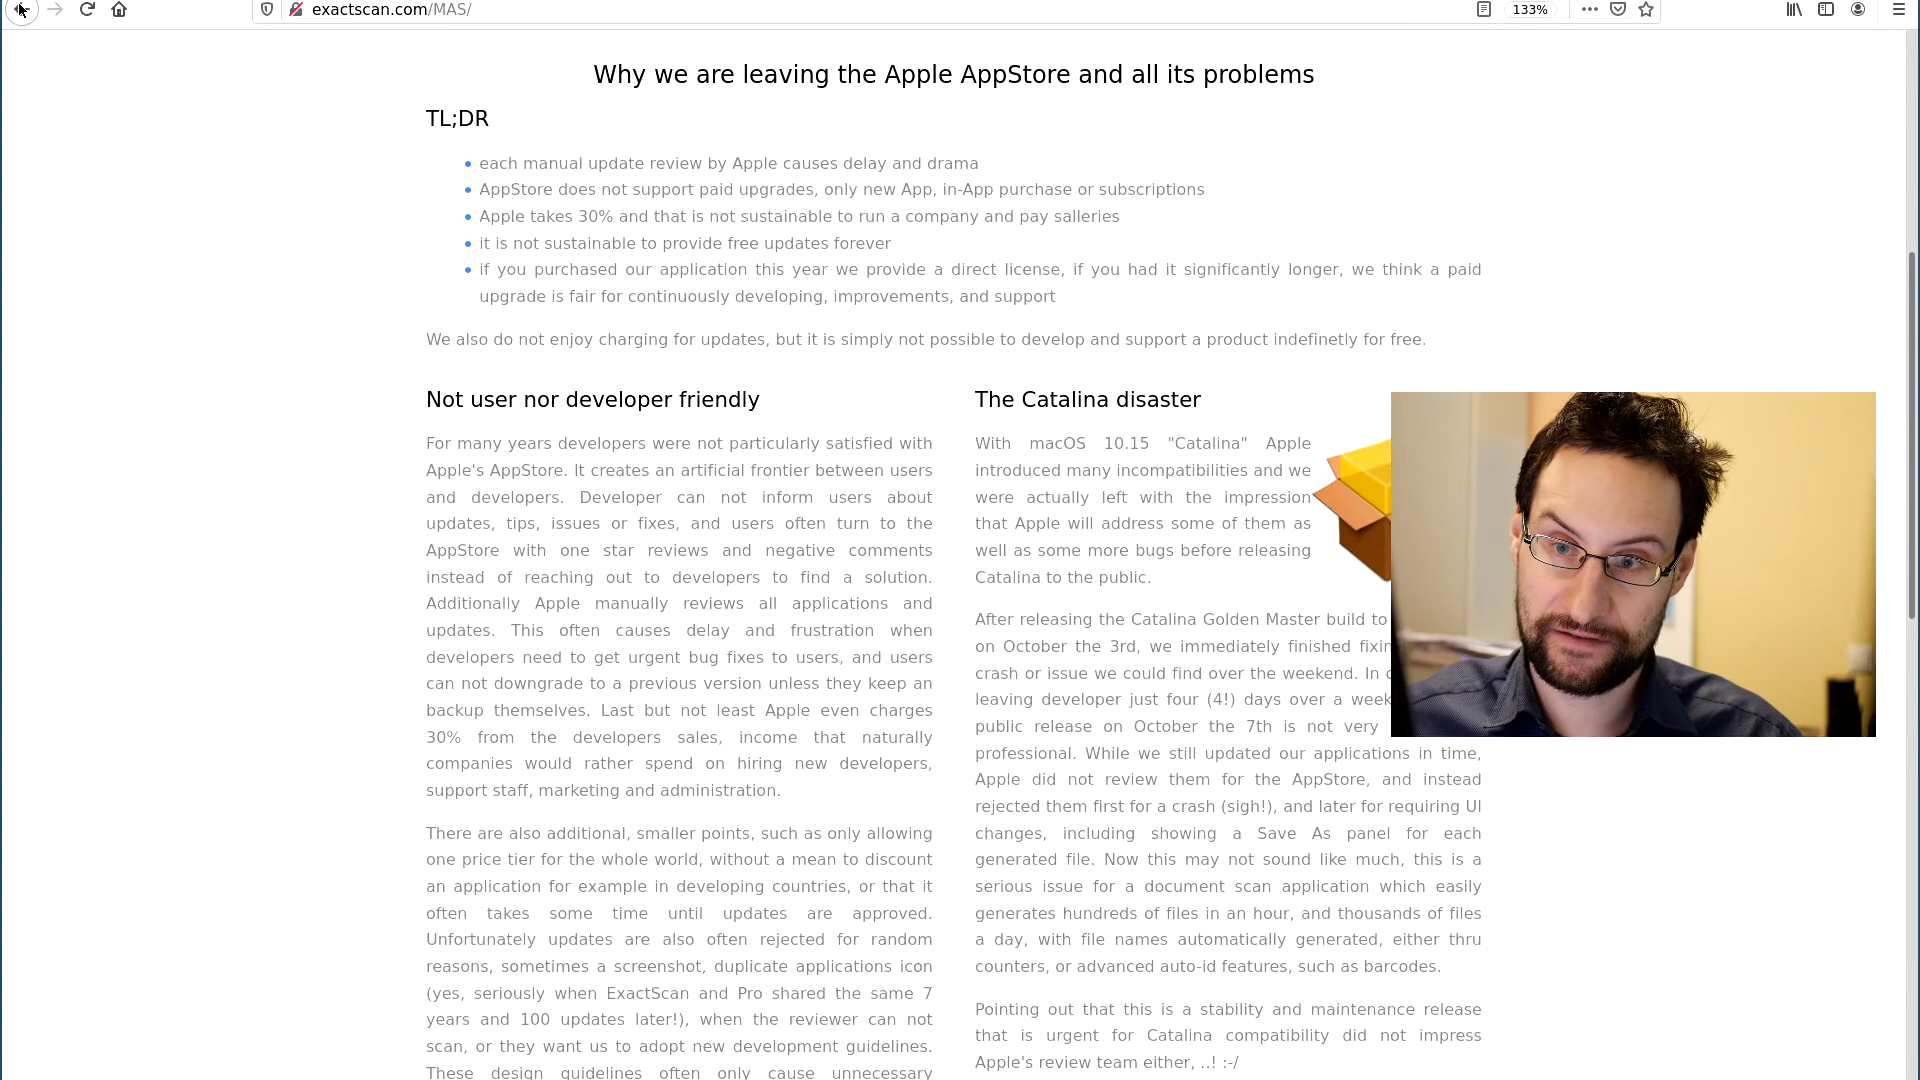 exactscan.com/MAS/
133%
Why we are leaving the Apple AppStore and all its problems
TL;DR
each manual update review by Apple causes delay and drama
AppStore does not support paid upgrades, only new App, in-App purchase or subscriptions
Apple takes 30% and that is not sustainable to run a company and pay salleries
it is not sustainable to provide free updates forever
if you purchased our application this year we provide a direct license, if you had it significantly longer, we think a paid
upgrade is fair for continuously developing, improvements, and support
We also do not enjoy charging for updates, but it is simply not possible to develop and support a product indefinetly for free.
Not user nor developer friendly
For many years developers were not particularly satisfied with
Apple's AppStore. It creates an artificial frontier between users
and developers. Developer can not inform users about
updates, tips, issues or fixes, and users often turn to the
AppStore with one star reviews and negative comments
instead of reaching out to developers to find a solution.
Additionally Apple manually reviews all applications and
updates. This often causes delay and frustration when
developers need to get urgent bug fixes to users, and users
can not downgrade to a previous version unless they keep an
backup themselves. Last but not least Apple even charges
30% from the developers sales, income that naturally
companies would rather spend on hiring new developers,
support staff, marketing and administration.
There are also additional, smaller points, such as only allowing
one price tier for the whole world, without a mean to discount
an application for example in developing countries, or that it
often takes some time until updates are approved.
Unfortunately updates are also often rejected for random
reasons, sometimes a screenshot, duplicate applications icon
(yes, seriously when ExactScan and Pro shared the same 7
years and 100 updates later!), when the reviewer can not
scan, or they want us to adopt new development guidelines.
These design guidelines often only cause unnecessary
The Catalina disaster
With macOS 10.15 "Catalina" Apple
introduced many incompatibilities and we
were actually left with the impression
that Apple will address some of them as
well as some more bugs before releasing
Catalina to the public.
After releasing the Catalina Golden Master build to
on October the 3rd, we immediately finished
crash or issue we could find over the weekend. In
leaving developer just four (4!) days over a
public release on October the 7th is not very
professional. While we still updated our applications in time,
Apple did not review them for the AppStore, and instead
rejected them first for a crash (sigh!), and later for requiring UI
changes, including showing a Save As panel for each
generated file. Now this may not sound like much, this is a
serious issue for a document scan application which easily
generates hundreds of files in an hour, and thousands of files
a day, with file names automatically generated, either thru
counters, or advanced auto-id features, such as barcodes.
Pointing out that this is a stability and maintenance release
that is urgent for Catalina compatibility did not impress
Apple's review team either, ..! :-/